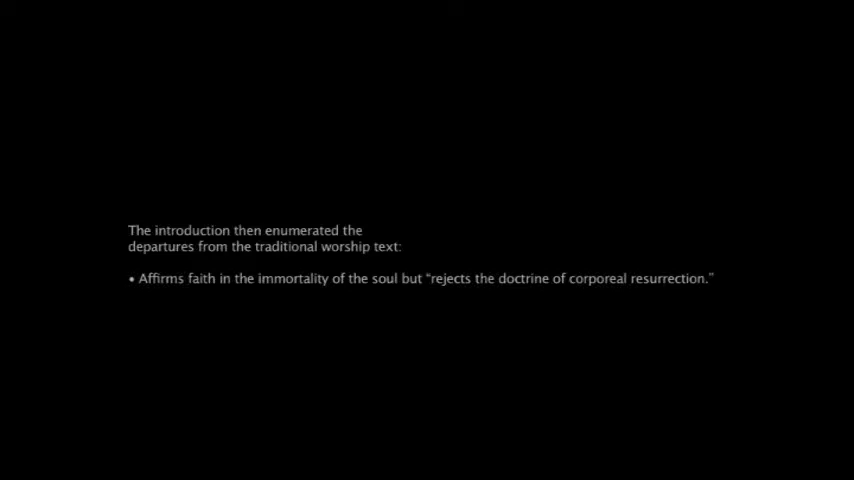 The introduction then enumerated the
departures from the traditional worship text:
• Affirms faith in the immortality of the soul but “rejects the doctrine of corporeal resurrection.”